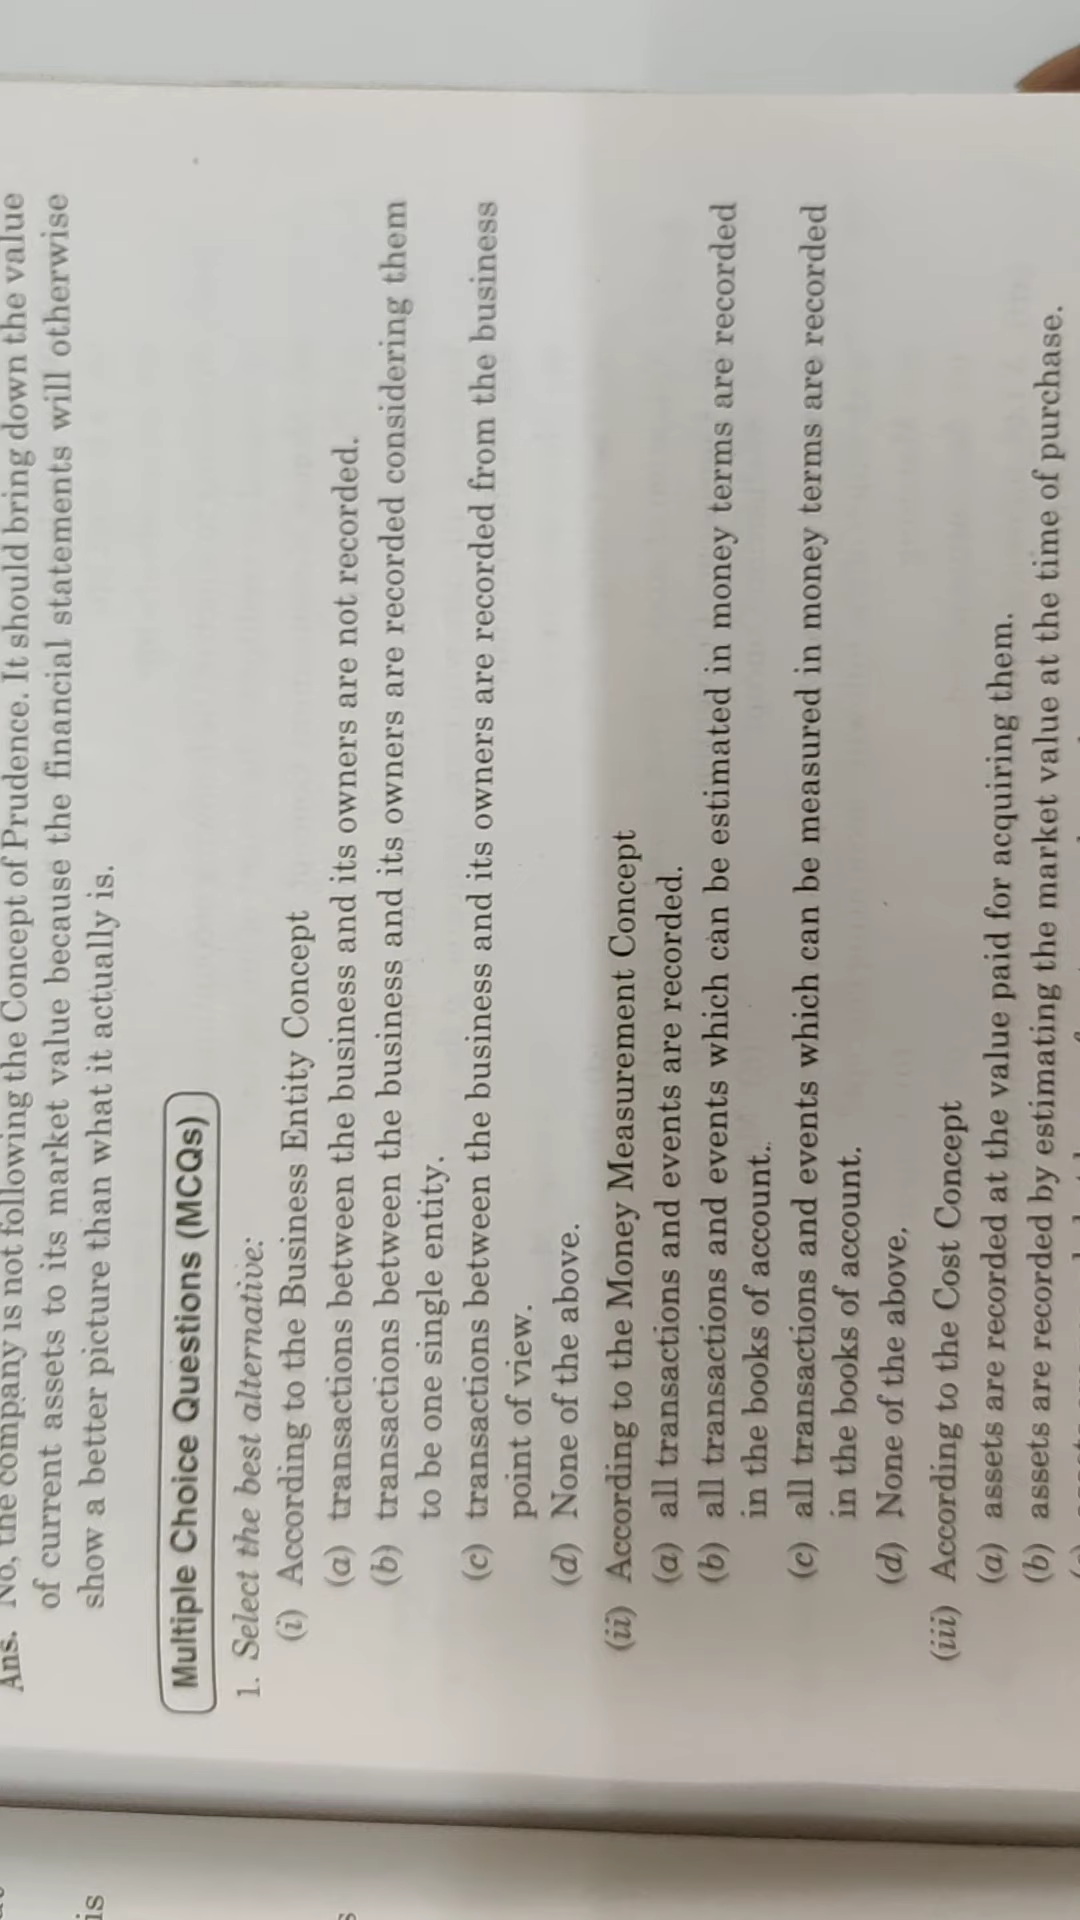 Ans. No, the company is not following the Concept of Prudence. It should bring down the value
of current assets to its market value because the financial statements will otherwise
show a better picture than what it actually is.
Multiple Choice Questions (MCQs)
1. Select the best alternative:
(i) According to the Business Entity Concept
(a) transactions between the business and its owners are not recorded.
(b) transactions between the business and its owners are recorded considering them
to be one single entity.
(c) transactions between the business and its owners are recorded from the business
point of view.
(d) None of the above.
(ii) According to the Money Measurement Concept
(a) all transactions and events are recorded.
(b) all transactions and events which can be estimated in money terms are recorded
in the books of account.
(c) all transactions and events which can be measured in money terms are recorded
in the books of account.
(d) None of the above.
(iii) According to the Cost Concept
(a) assets are recorded at the value paid for acquiring them.
(b) assets are recorded by estimating the market value at the time of purchase.
is